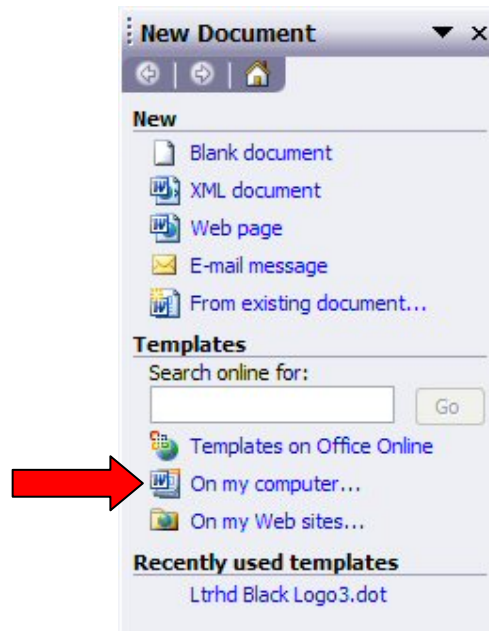 New Document
New
Blank document
XML document
Web page
E-mail message
From existing document...
Templates
Search online for:
Go
Templates on Office Online
On my computer...
On my Web sites...
Recently used templates
Ltrhd Black Logo3.dot